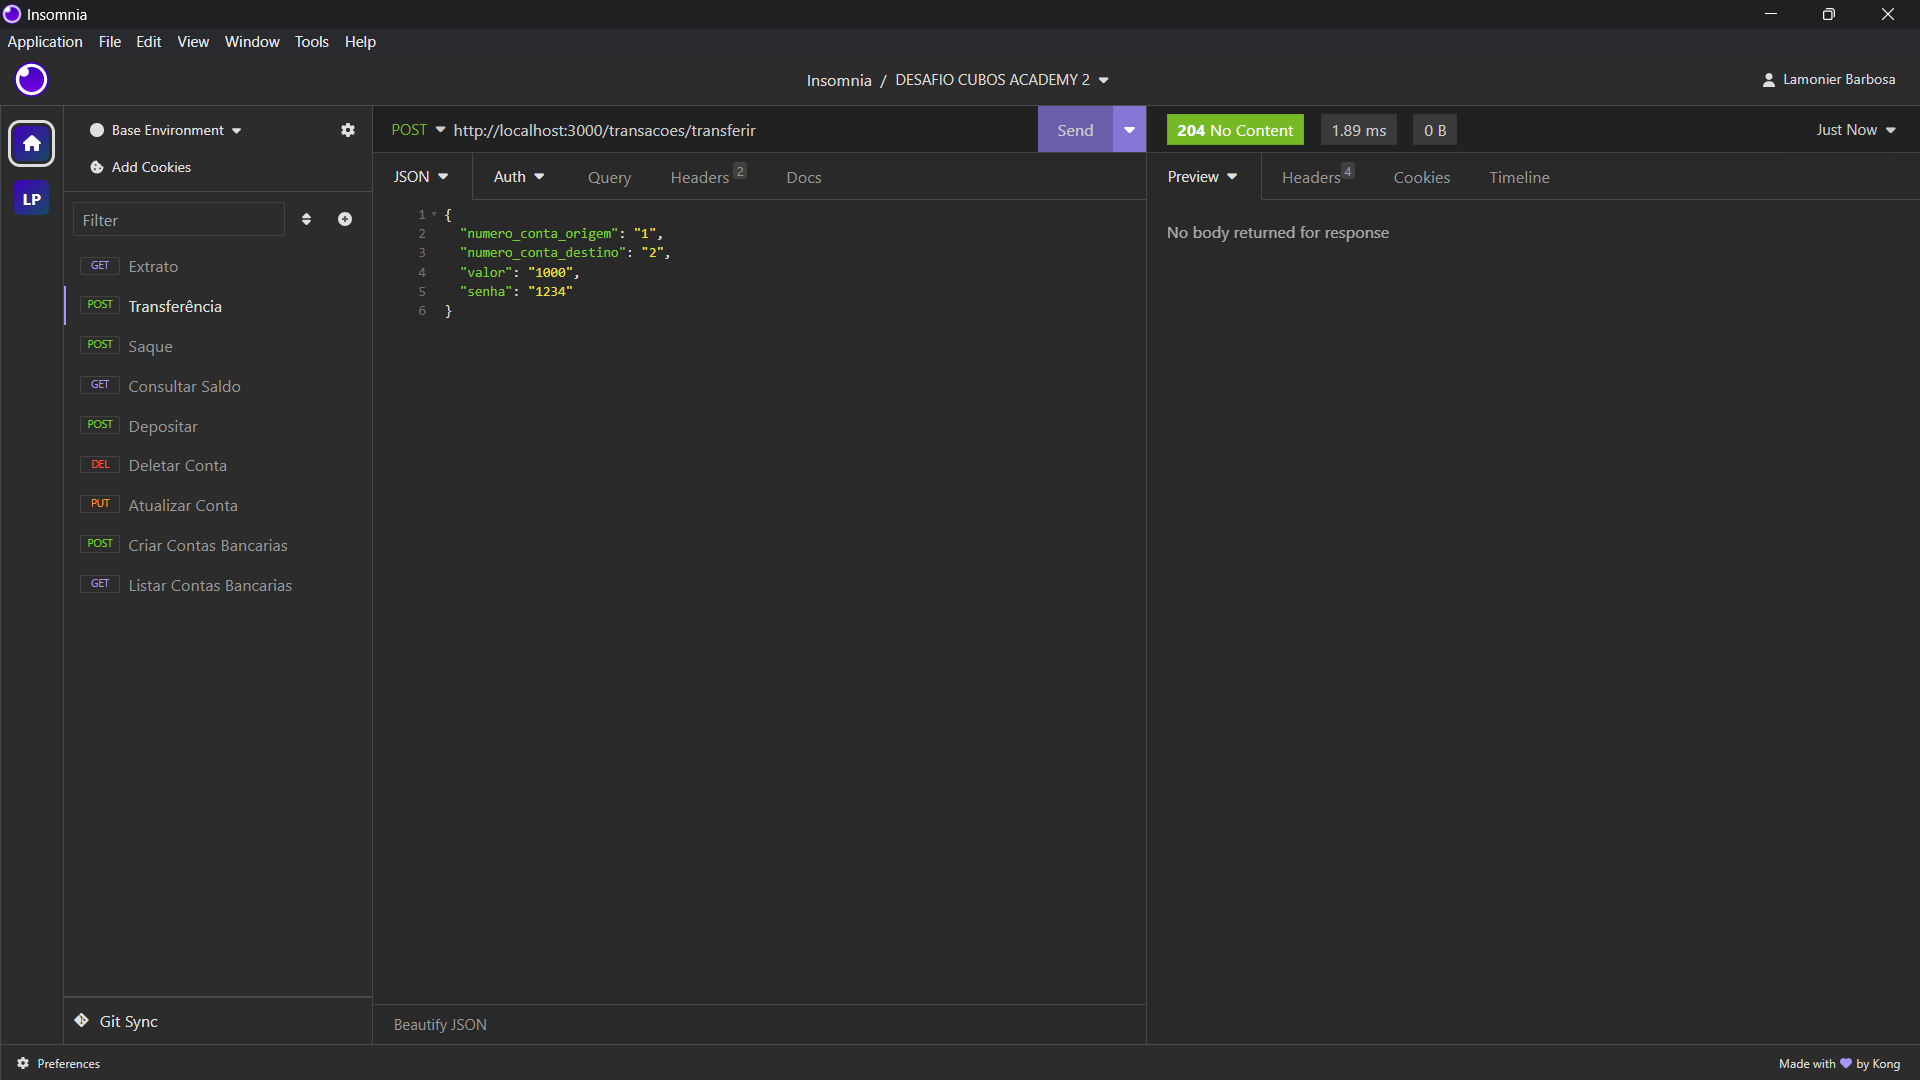 Insomnia
Application File Edit View Window Tools Help
Insomnia / DESAFIO CUBOS ACADEMY 2
Lamonier Barbosa
Base Environment
Add Cookies
LP
Filter
GET Extrato
POST Transferência
POST Saque
GET Consultar Saldo
POST Depositar
DEL Deletar Conta
PUT Atualizar Conta
POST Criar Contas Bancarias
GET Listar Contas Bancarias
Git Sync
POST http://localhost:3000/transacoes/transferir Send
JSON Auth Query Headers 2 Docs
1 {
2 "numero_conta_origem": "1",
3 "numero_conta_destino": "2",
4 "valor": "1000",
5 "senha": "1234"
6 }
Beautify JSON
204 No Content 1.89 ms 0 B Just Now
Preview Headers 4 Cookies Timeline
No body returned for response
Preferences
Made with by Kong